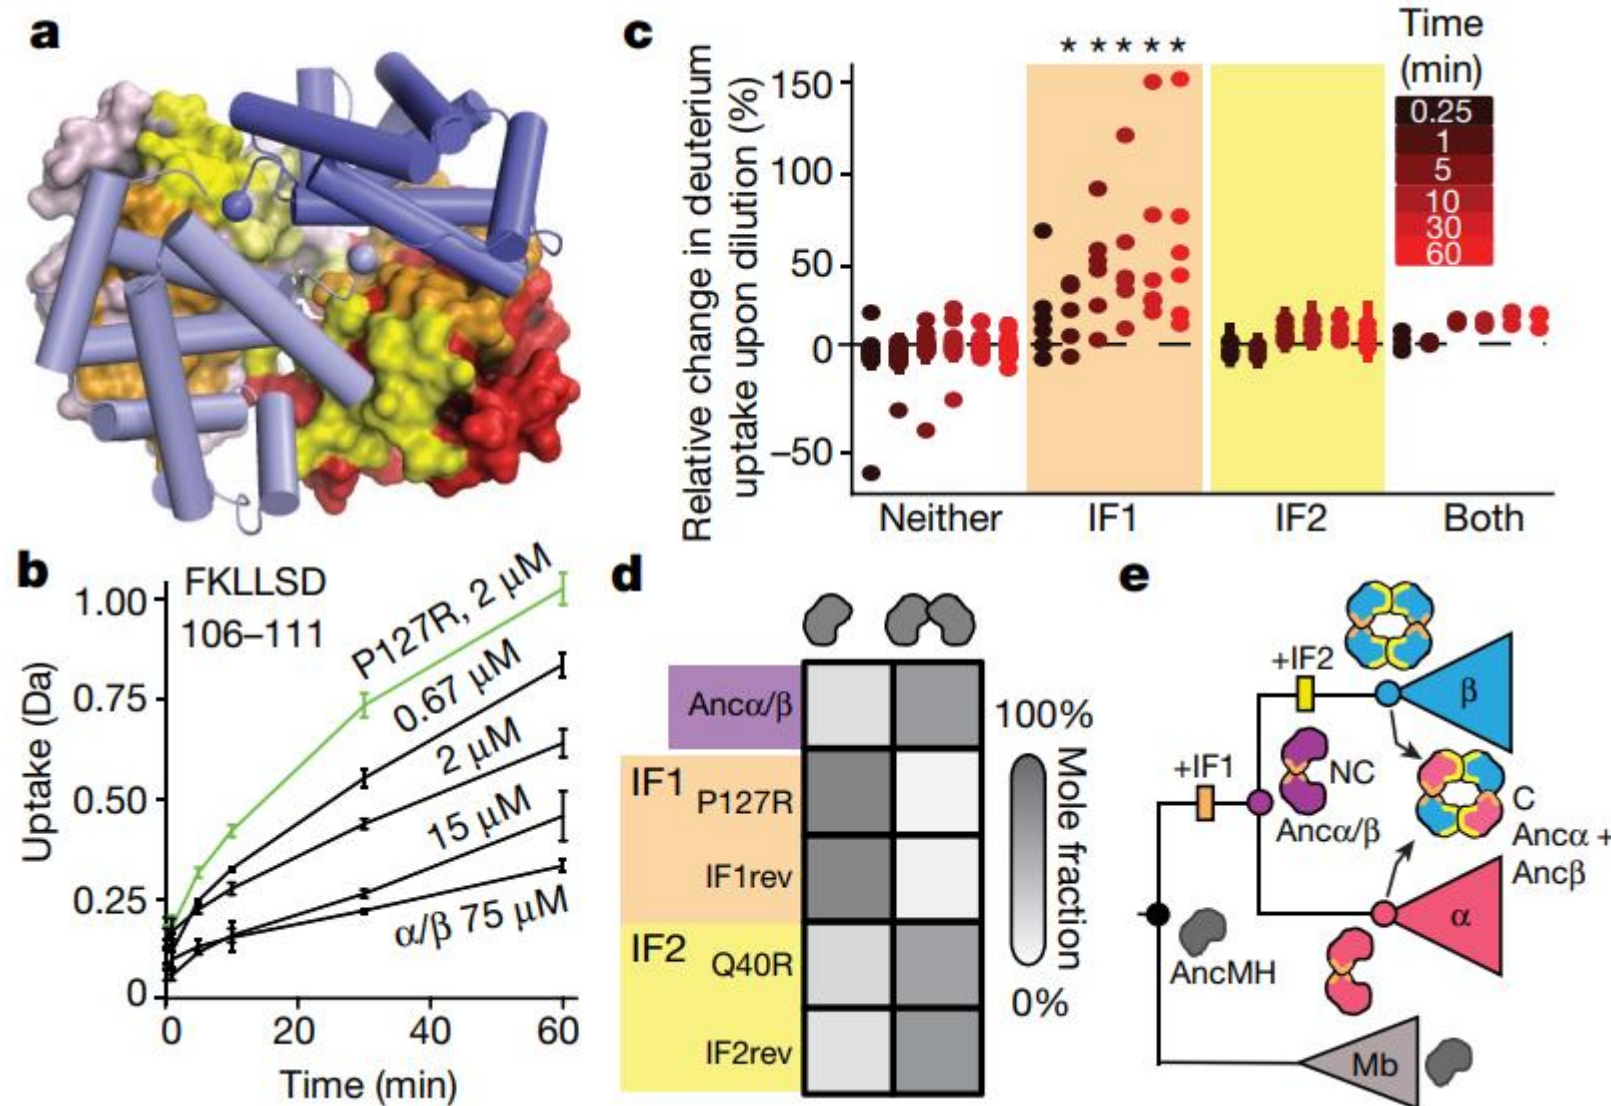 a
b
FKLLSD
106–111
Uptake (Da)
1.00
0.75
0.50
0.25
0
P127R, 2 μM
0.67 μM
2 μM
15 μM
α/β 75 μM
0 20 40 60
Time (min)
c
Relative change in deuterium
uptake upon dilution (%)
150
100
50
0
−50
* * * * *
Neither IF1 IF2 Both
Time
(min)
0.25
1
5
10
30
60
d
Ancα/β
IF1 P127R
IF1rev
IF2 Q40R
IF2rev
100%
Mole fraction
0%
e
+IF2
β
+IF1
NC
Ancα/β
C
Ancα +
Ancβ
α
AncMH
Mb